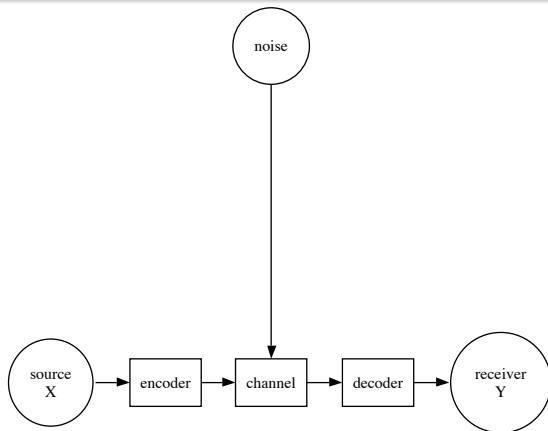 noise
source
X
encoder
channel
decoder
receiver
Y